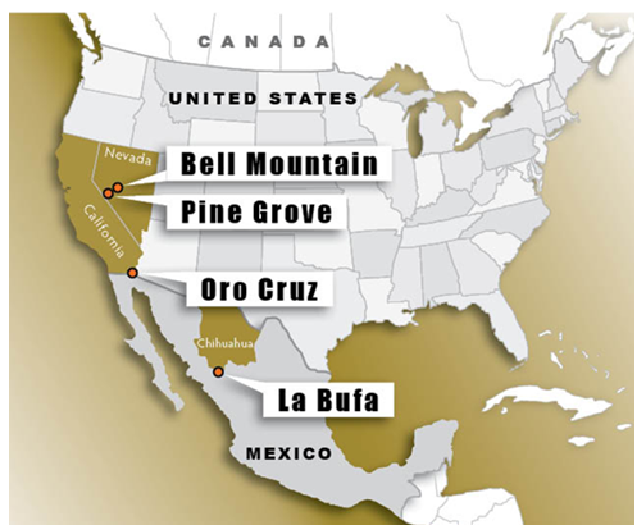 CANADA
UNITED STATES
Nevada
Bell Mountain
Pine Grove
California
Oro Cruz
Chihuahua
La Bufa
MEXICO